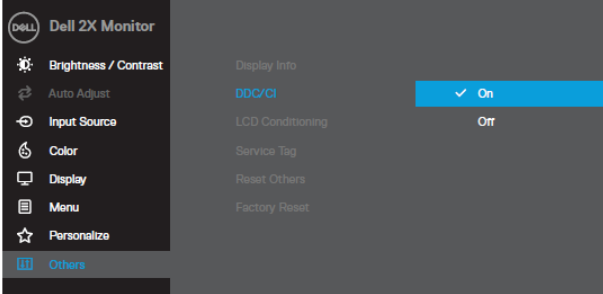 DELL Dell 2X Monitor
Brightness / Contrast
Auto Adjust
Input Source
Color
Display
Menu
Personalize
Others
Display Info
DDC/CI
LCD Conditioning
Service Tag
Reset Others
Factory Reset
On
Off